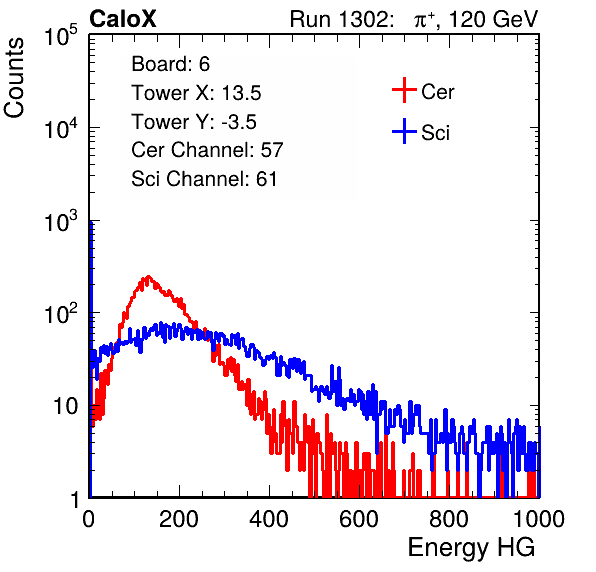 CaloX Run 1302: π⁺, 120 GeV
Board: 6
Tower X: 13.5
Tower Y: -3.5
Cer Channel: 57
Sci Channel: 61
Cer
Sci
Counts
10⁵
10⁴
10³
10²
10
1
0 200 400 600 800 1000
Energy HG